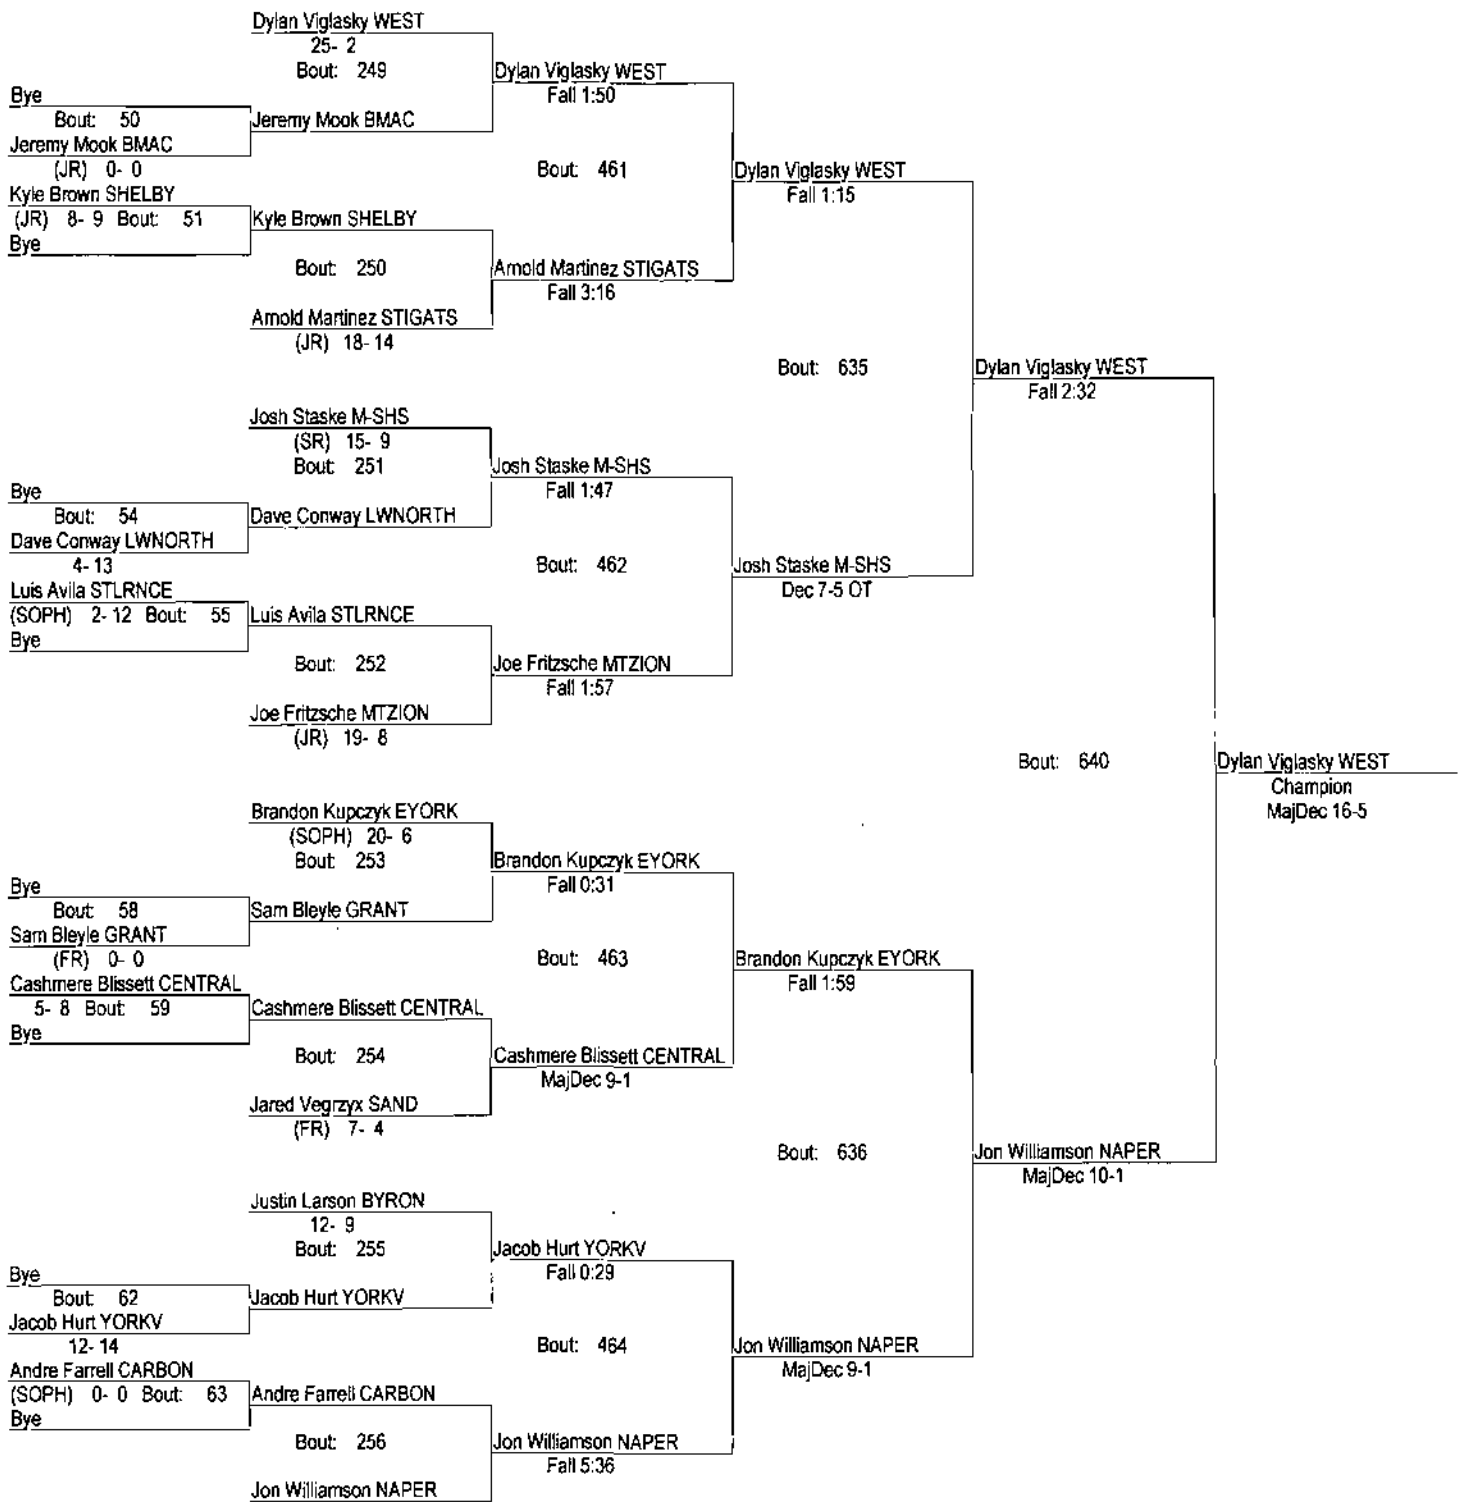 Dylan Viglasky WEST
25- 2
Bout: 249
Dylan Viglasky WEST
Fall 1:50
Bye
Bout: 50
Jeremy Mook BMAC
Jeremy Mook BMAC
(JR) 0- 0
Bout: 461
Dylan Viglasky WEST
Fall 1:15
Kyle Brown SHELBY
(JR) 8- 9 Bout: 51
Kyle Brown SHELBY
Bye
Bout: 250
Arnold Martinez STIGATS
Fall 3:16
Arnold Martinez STIGATS
(JR) 18- 14
Bout: 635
Dylan Viglasky WEST
Fall 2:32
Josh Staske M-SHS
(SR) 15- 9
Bout: 251
Josh Staske M-SHS
Fall 1:47
Bye
Bout: 54
Dave Conway LWNORTH
Dave Conway LWNORTH
4- 13
Bout: 462
Josh Staske M-SHS
Dec 7-5 OT
Luis Avila STLRNCE
(SOPH) 2- 12 Bout: 55
Luis Avila STLRNCE
Bye
Bout: 252
Joe Fritzsche MTZION
Fall 1:57
Joe Fritzsche MTZION
(JR) 19- 8
Bout: 640
Dylan Viglasky WEST
Champion
MajDec 16-5
Brandon Kupczyk EYORK
(SOPH) 20- 6
Bout: 253
Brandon Kupczyk EYORK
Fall 0:31
Bye
Bout: 58
Sam Bleyle GRANT
Sam Bleyle GRANT
(FR) 0- 0
Bout: 463
Brandon Kupczyk EYORK
Fall 1:59
Cashmere Blissett CENTRAL
5- 8 Bout: 59
Cashmere Blissett CENTRAL
Bye
Bout: 254
Cashmere Blissett CENTRAL
MajDec 9-1
Jared Vegrzyx SAND
(FR) 7- 4
Bout: 636
Jon Williamson NAPER
MajDec 10-1
Justin Larson BYRON
12- 9
Bout: 255
Jacob Hurt YORKV
Fall 0:29
Bye
Bout: 62
Jacob Hurt YORKV
Jacob Hurt YORKV
12- 14
Bout: 464
Jon Williamson NAPER
MajDec 9-1
Andre Farrell CARBON
(SOPH) 0- 0 Bout: 63
Andre Farrell CARBON
Bye
Bout: 256
Jon Williamson NAPER
Fall 5:36
Jon Williamson NAPER